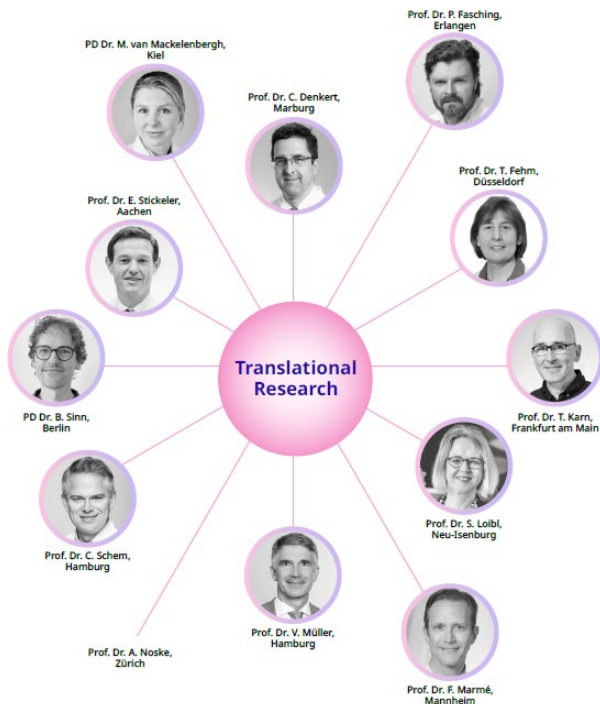 Prof. Dr. P. Fasching,
Erlangen
PD Dr. M. van Mackelenbergh,
Kiel
Prof. Dr. C. Denkert,
Marburg
Prof. Dr. T. Fehm,
Düsseldorf
Prof. Dr. E. Stickeler,
Aachen
Translational
Research
PD Dr. B. Sinn,
Berlin
Prof. Dr. T. Karn,
Frankfurt am Main
Prof. Dr. S. Loibl,
Neu-Isenburg
Prof. Dr. C. Schem,
Hamburg
Prof. Dr. V. Müller,
Hamburg
Prof. Dr. A. Noske,
Zürich
Prof. Dr. F. Marmé,
Mannheim